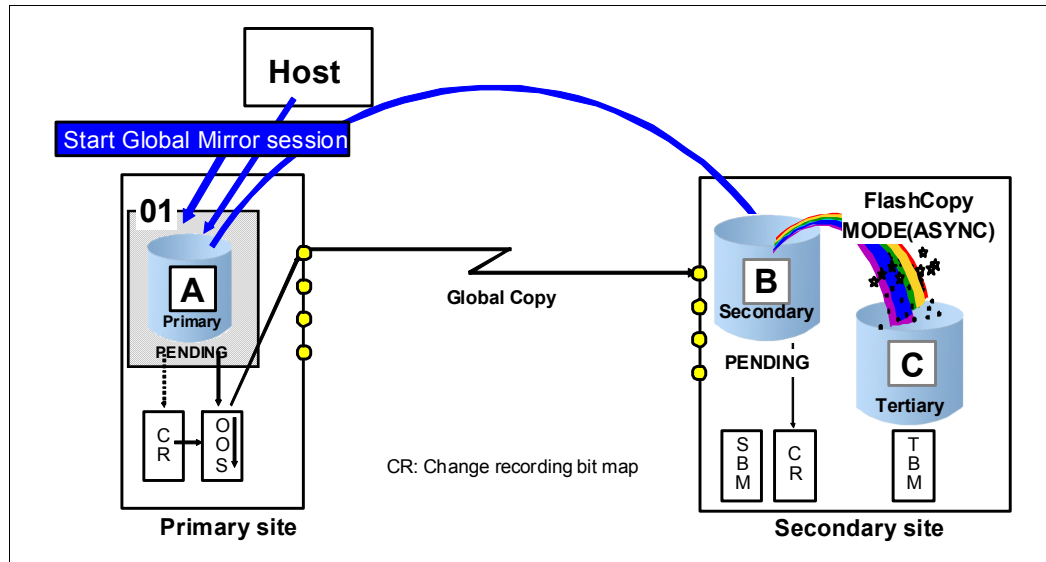 Host
Start Global Mirror session
01
A
Primary
PENDING
C
R
O
O
S
Primary site
Global Copy
CR: Change recording bit map
FlashCopy
MODE(ASYNC)
B
Secondary
PENDING
C
Tertiary
S
B
M
C
R
T
B
M
Secondary site